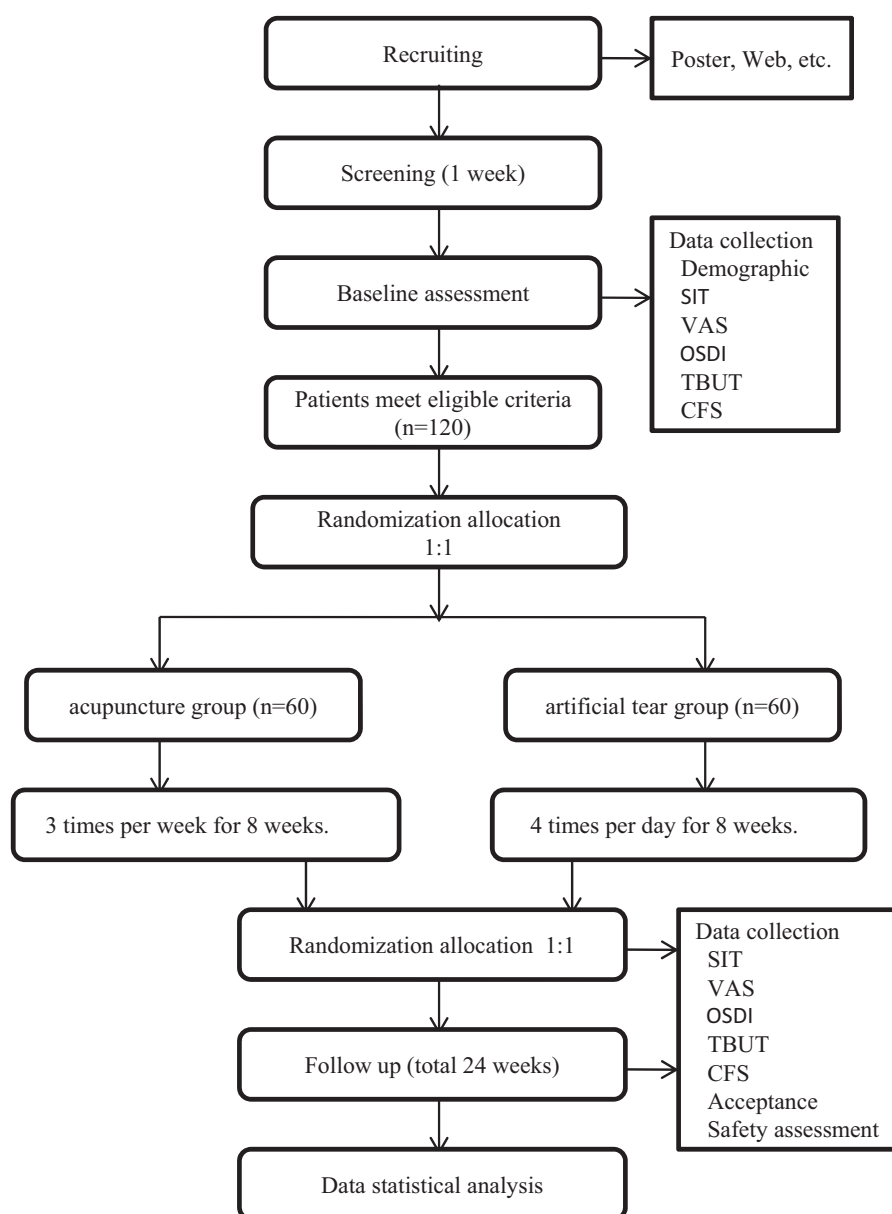 Recruiting
Poster, Web, etc.
Screening (1 week)
Baseline assessment
Data collection
Demographic
SIT
VAS
OSDI
TBUT
CFS
Patients meet eligible criteria
(n=120)
Randomization allocation
1:1
acupuncture group (n=60)
artificial tear group (n=60)
3 times per week for 8 weeks.
4 times per day for 8 weeks.
Randomization allocation 1:1
Data collection
SIT
VAS
OSDI
TBUT
CFS
Acceptance
Safety assessment
Follow up (total 24 weeks)
Data statistical analysis